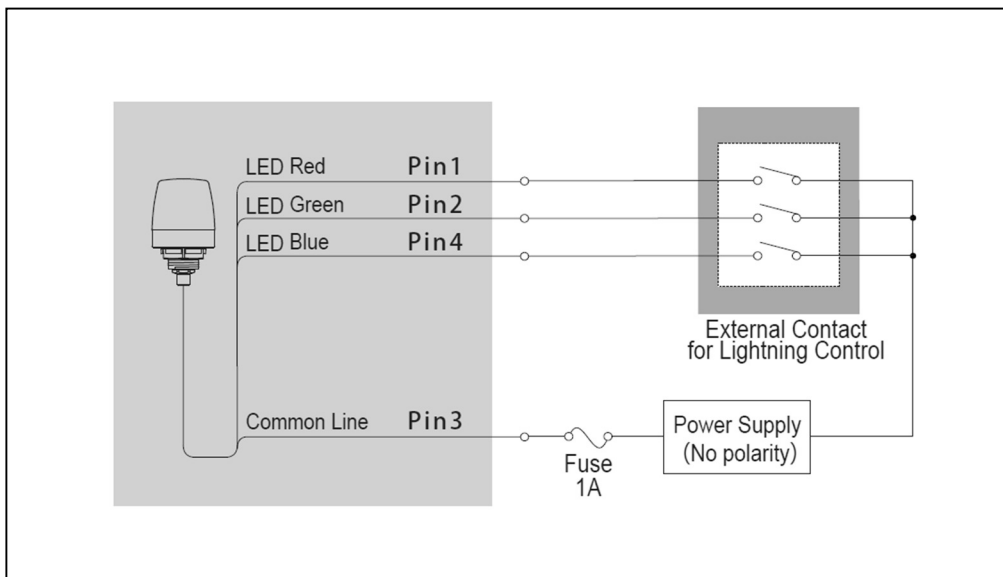 LED Red Pin1
LED Green Pin2
LED Blue Pin4
External Contact
for Lightning Control
Common Line Pin3
Fuse
1A
Power Supply
(No polarity)